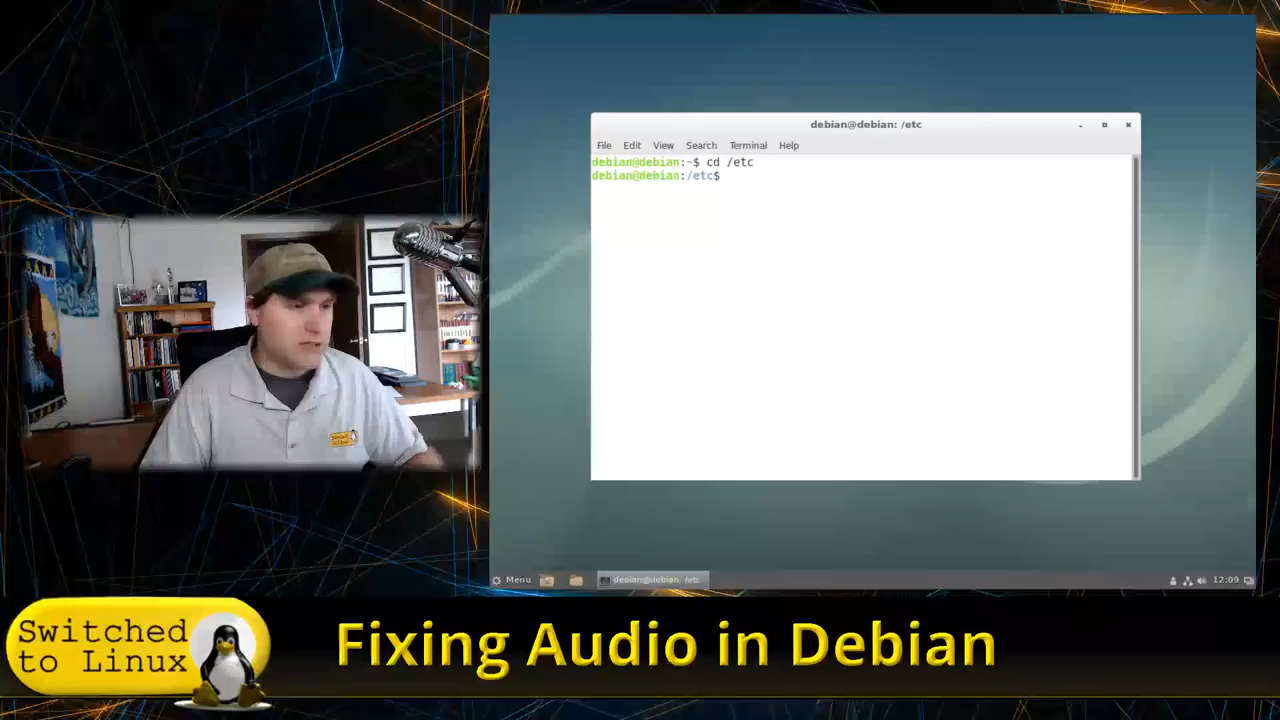 debian@debian: /etc
File Edit View Search Terminal Help
debian@debian:~$ cd /etc
debian@debian:/etc$
Menu
debian@debian: /etc
12:09
Switched
to Linux
Fixing Audio in Debian